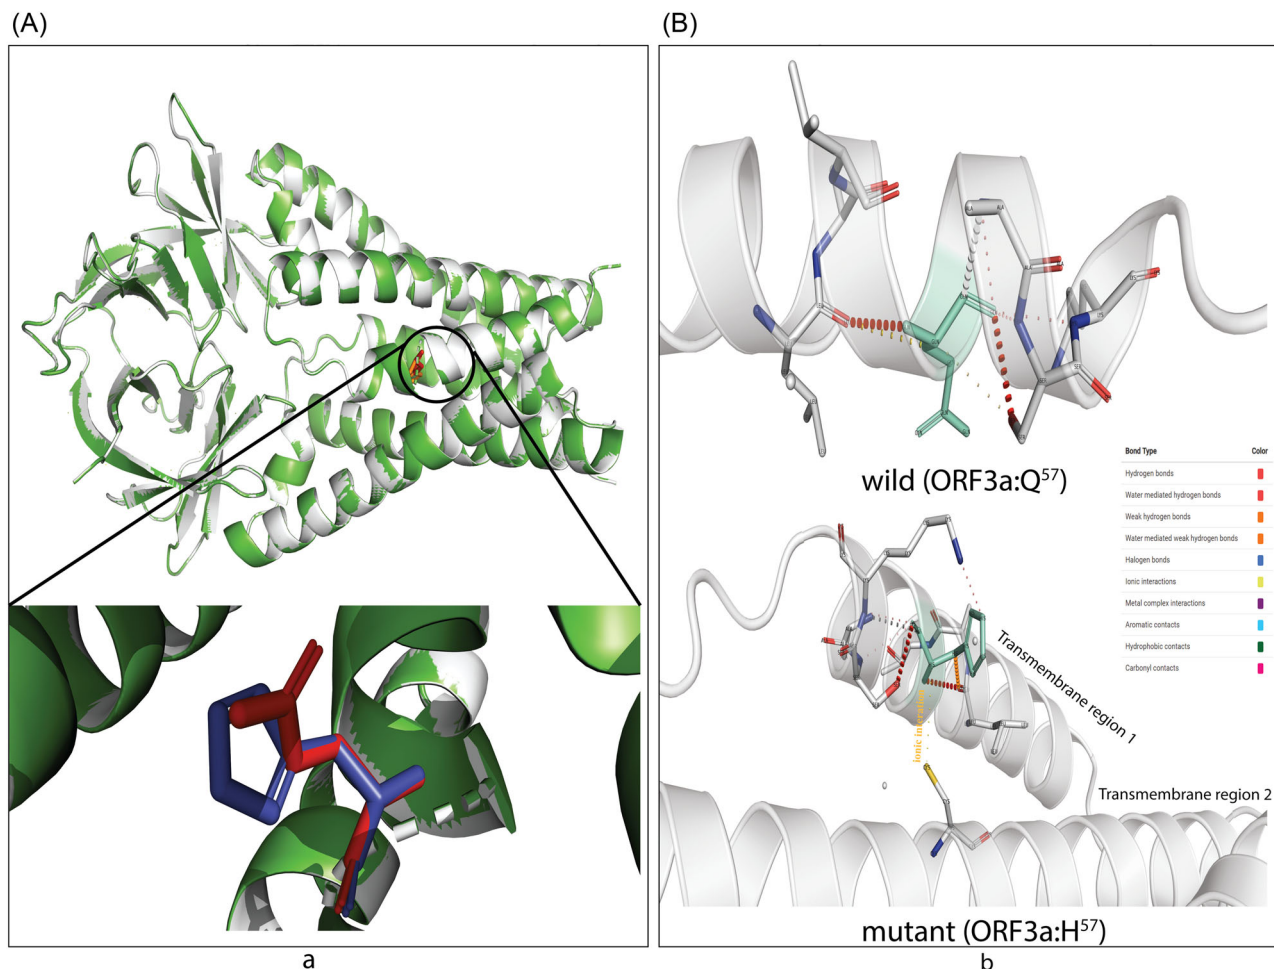 (A)
(B)
wild (ORF3a:Q⁵⁷)
Bond Type Color
Hydrogen bonds
Water mediated hydrogen bonds
Weak hydrogen bonds
Water mediated weak hydrogen bonds
Halogen bonds
Ionic interactions
Metal complex interactions
Aromatic contacts
Hydrophobic contacts
Carbonyl contacts
Transmembrane region 1
Transmembrane region 2
mutant (ORF3a:H⁵⁷)
a
b